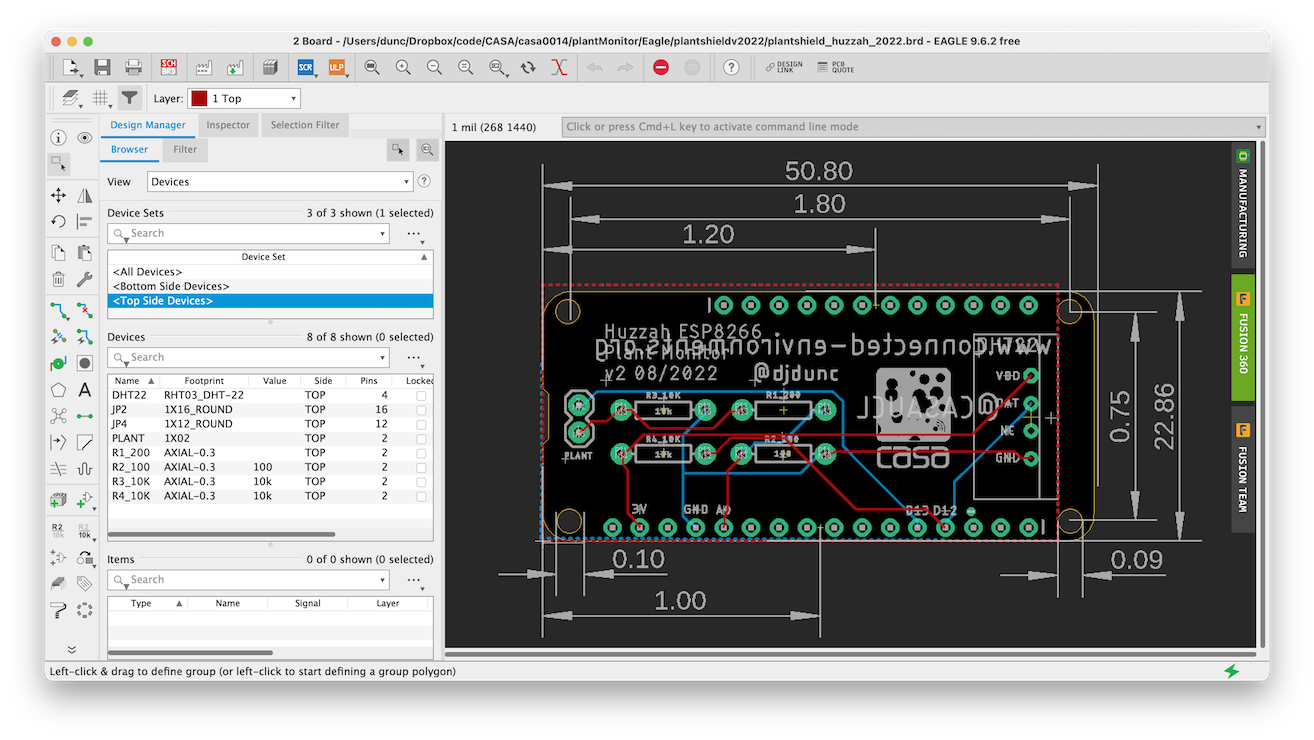 2 Board - /Users/dunc/Dropbox/code/CASA/casa0014/plantMonitor/Eagle/plantshieldv2022/plantshield_huzzah_2022.brd - EAGLE 9.6.2 free
SCH SCR ULP ? DESIGN LINK PCB QUOTE
Layer: 1 Top
Design Manager Inspector Selection Filter
1 mil (268 1440) Click or press Cmd+L key to activate command line mode
Browser Filter
View Devices ?
Device Sets 3 of 3 shown (1 selected)
Search ...
Device Set
<All Devices>
<Bottom Side Devices>
<Top Side Devices>
Devices 8 of 8 shown (0 selected)
Search ...
Name Footprint Value Side Pins Locked
DHT22 RHT03_DHT-22 TOP 4
JP2 1X16_ROUND TOP 16
JP4 1X12_ROUND TOP 12
PLANT 1X02 TOP 2
R1_200 AXIAL-0.3 TOP 2
R2_100 AXIAL-0.3 100 TOP 2
R3_10K AXIAL-0.3 10k TOP 2
R4_10K AXIAL-0.3 10k TOP 2
Items 0 of 0 shown (0 selected)
Search ...
Type Name Signal Layer
R2 10k R2 10k
50.80
1.80
1.20
Huzzah ESP8266
Plant Monitor
v2 08/2022 @djdunc
www.connected-environments.org
DHT22
VDD
DAT
NC
GND
@CASAUCL
casa
R3_10K R1_200
10k
R4_10K
10k 100
PLANT
3V GND A0 D13 D12
0.75
22.86
0.10
0.09
1.00
MANUFACTURING
FUSION 360
FUSION TEAM
Left-click & drag to define group (or left-click to start defining a group polygon)